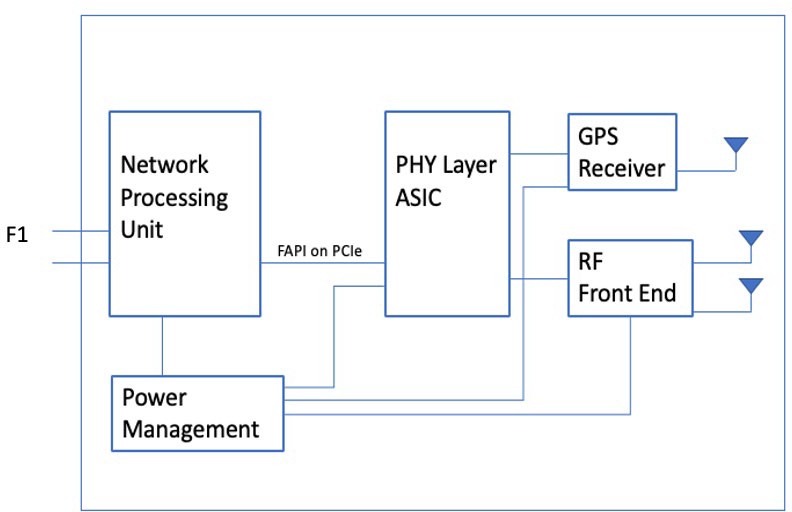 F1
Network
Processing
Unit
FAPI on PCIe
PHY Layer
ASIC
GPS
Receiver
RF
Front End
Power
Management